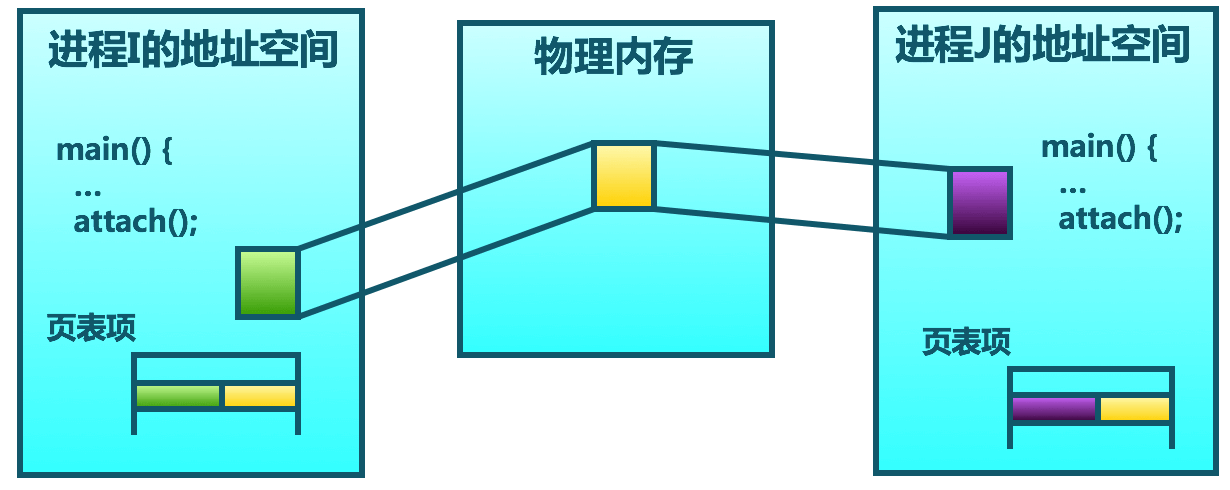 进程I的地址空间
main() {
...
attach();
页表项
物理内存
进程J的地址空间
main() {
...
attach();
页表项